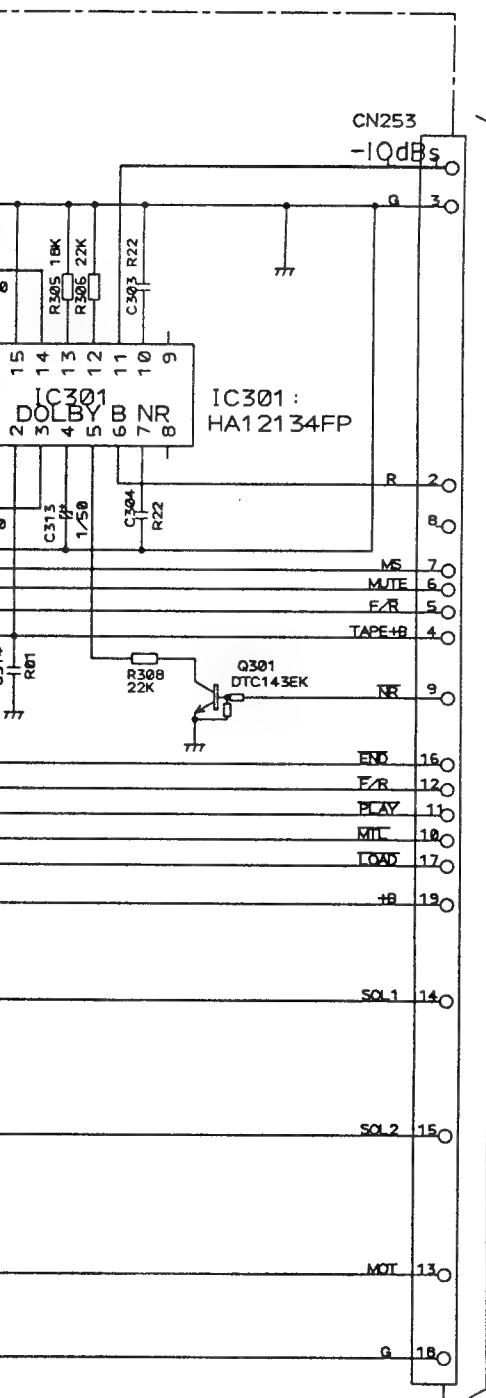 CN253
-10dBs
L 1
G 3
R305 18K
R306 22K
C303 R22
15 14 13 12 11 10 9
IC301
DOLBY B NR
2 3 4 5 6 7 8
IC301 :
HA12134FP
C313 1/50
C304 R22
R 2
8
MS 7
MUTE 6
F/R 5
TAPE+B 4
R01
R308
22K
Q301
DTC143EK
NR 9
END 16
F/R 12
PLAY 11
MTL 10
LOAD 17
+B 19
SOL1 14
SOL2 15
MOT 13
G 18